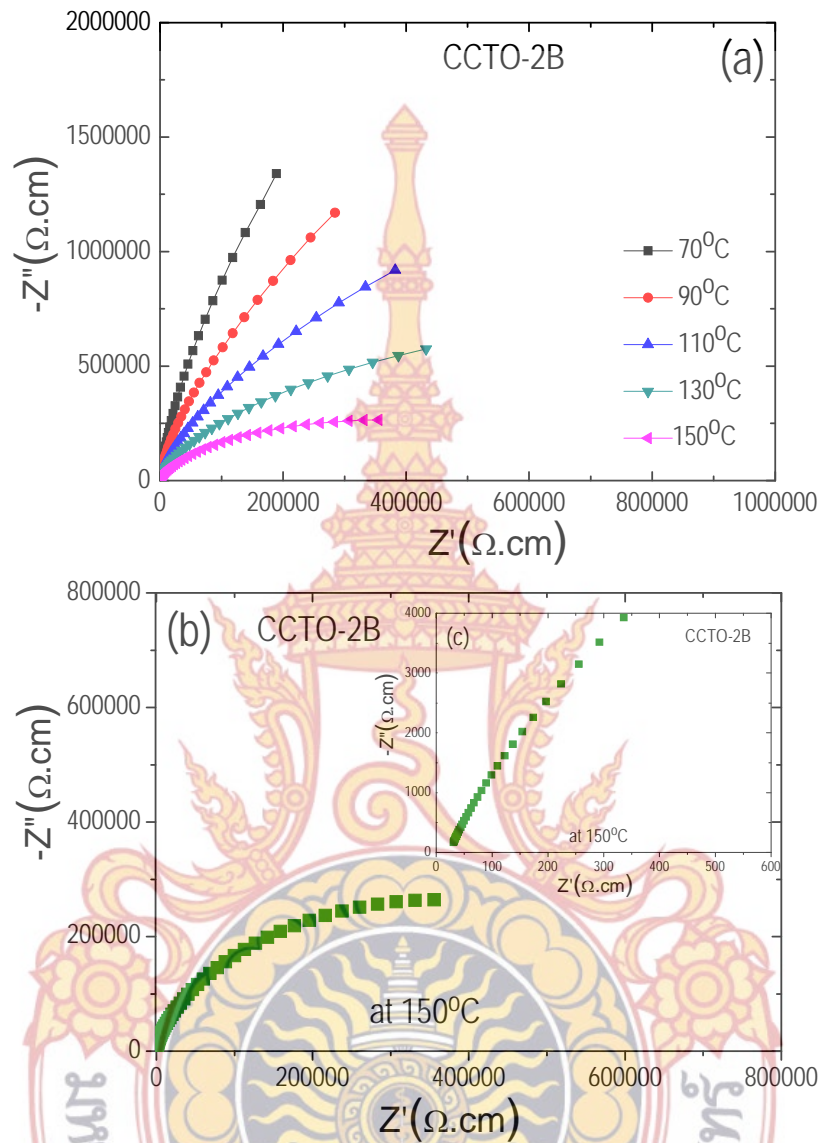 CCTO-2B
(a)
2000000
1500000
1000000
500000
0
-Z"(Ω.cm)
70⁰C
90⁰C
110⁰C
130⁰C
150⁰C
0 200000 400000 600000 800000 1000000
Z'(Ω.cm)
(b)
CCTO-2B
800000
600000
400000
200000
0
-Z"(Ω.cm)
(c)
CCTO-2B
4000
3000
2000
1000
0
-Z"(Ω.cm)
at 150⁰C
0 100 200 300 400 500 600
Z'(Ω.cm)
at 150⁰C
0 200000 400000 600000 800000
Z'(Ω.cm)